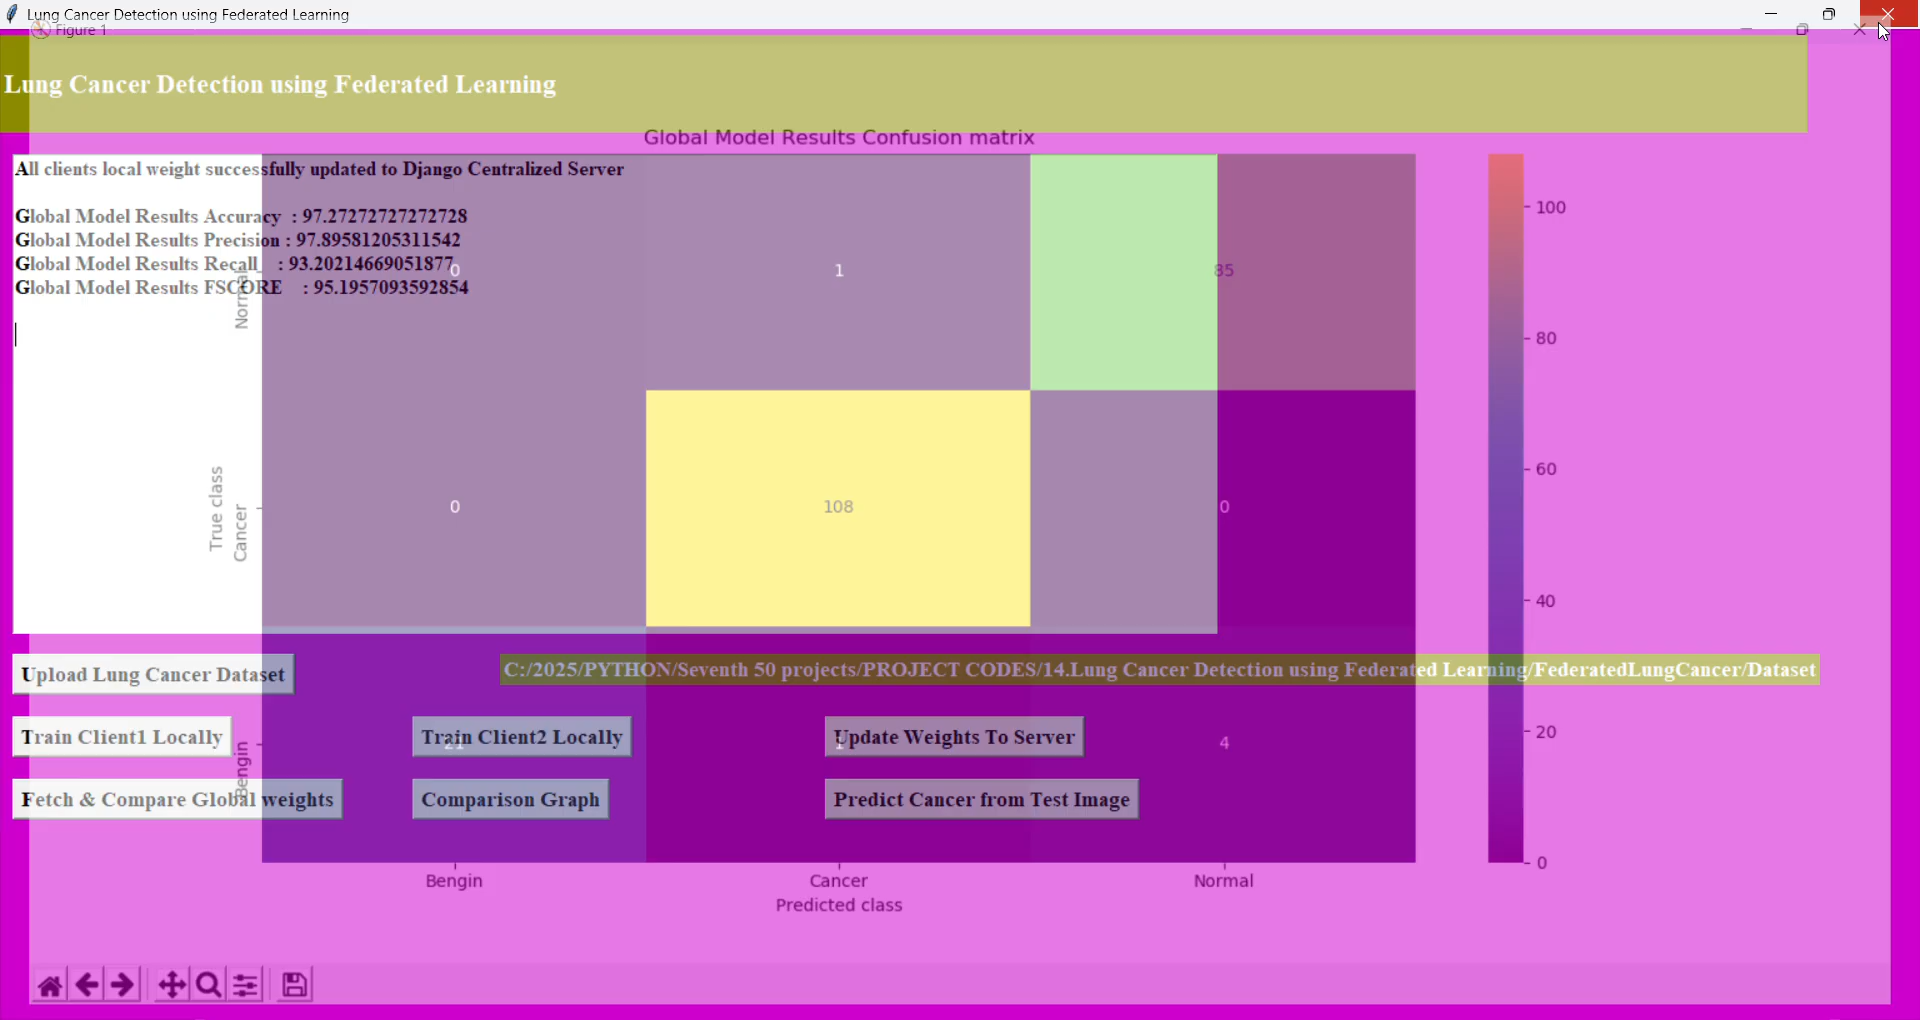 Lung Cancer Detection using Federated Learning
Figure 1
Lung Cancer Detection using Federated Learning
Global Model Results Confusion matrix
All clients local weight successfully updated to Django Centralized Server
Global Model Results Accuracy : 97.27272727272728
Global Model Results Precision : 97.89581205311542
Global Model Results Recall : 93.20214669051877
Global Model Results FSCORE : 95.1957093592854
Normal
0
1
85
100
80
60
40
20
0
True class
Cancer
0
108
0
Upload Lung Cancer Dataset
C:/2025/PYTHON/Seventh 50 projects/PROJECT CODES/14.Lung Cancer Detection using Federated Learning/FederatedLungCancer/Dataset
Train Client1 Locally
Train Client2 Locally
Update Weights To Server
Bengin
21
1
4
Fetch & Compare Global weights
Comparison Graph
Predict Cancer from Test Image
Bengin
Cancer
Normal
Predicted class